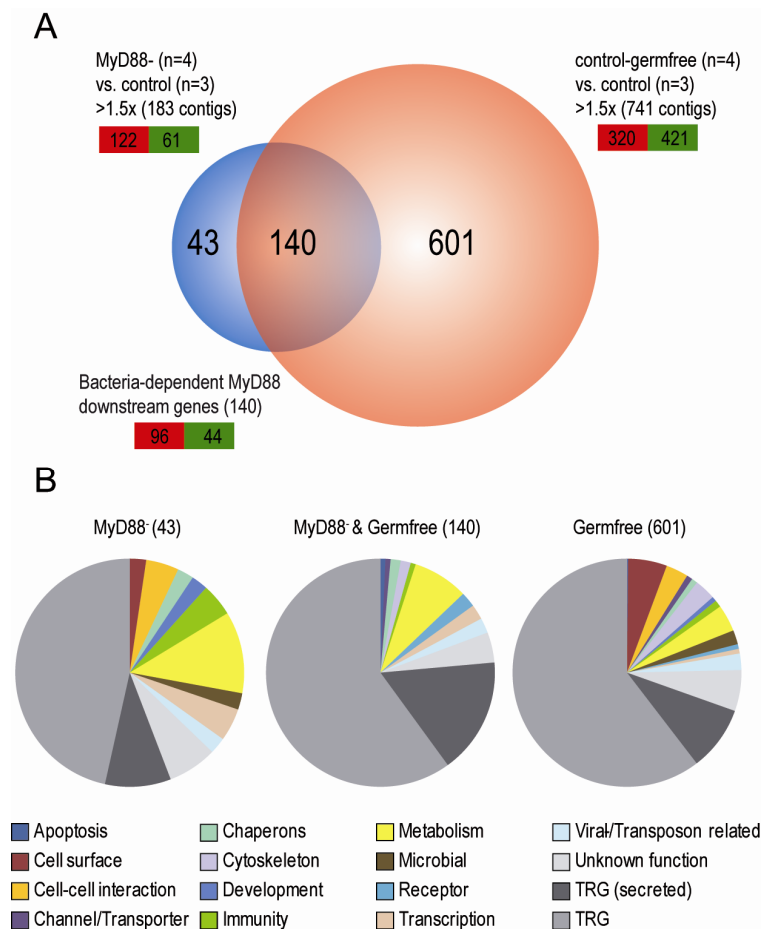 A
MyD88- (n=4)
vs. control (n=3)
>1.5x (183 contigs)
122 61
control-germfree (n=4)
vs. control (n=3)
>1.5x (741 contigs)
320 421
43 140 601
Bacteria-dependent MyD88
downstream genes (140)
96 44
B
MyD88- (43)
MyD88- & Germfree (140)
Germfree (601)
Apoptosis
Cell surface
Cell-cell interaction
Channel/Transporter
Chaperons
Cytoskeleton
Development
Immunity
Metabolism
Microbial
Receptor
Transcription
Viral-/Transposon related
Unknown function
TRG (secreted)
TRG